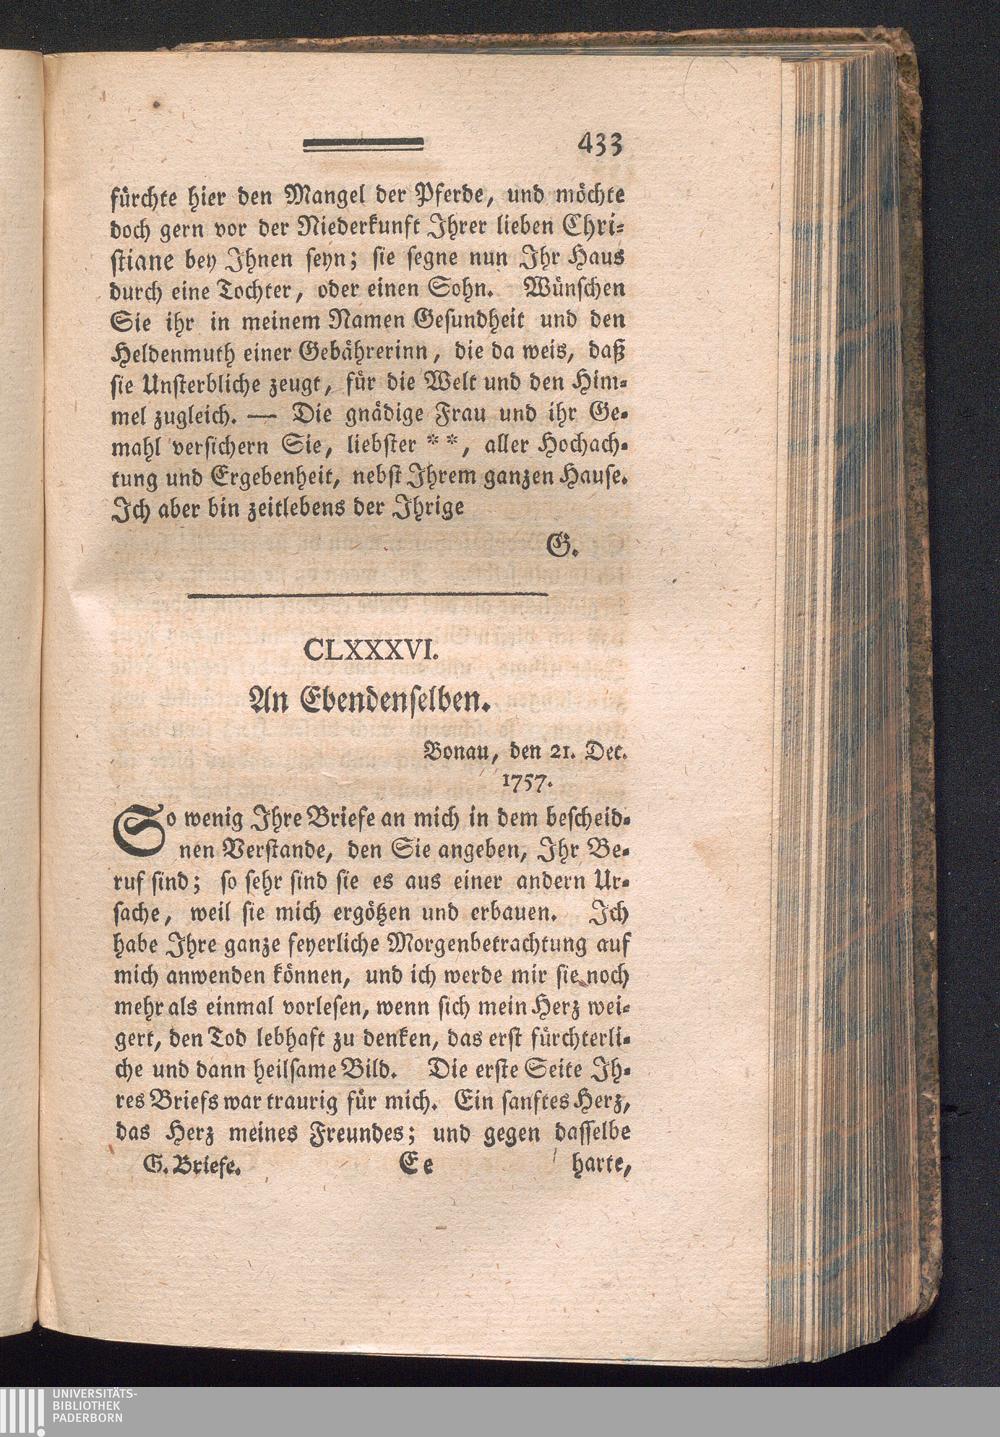 433
fürchte hier den Mangel der Pferde, und möchte
doch gern vor der Niederkunft Ihrer lieben Chri-
stiane bey Ihnen seyn; sie segne nun Ihr Haus
durch eine Tochter, oder einen Sohn. Wünschen
Sie ihr in meinem Namen Gesundheit und den
Heldenmuth einer Gebährerinn, die da weis, daß
sie Unsterbliche zeugt, für die Welt und den Him-
mel zugleich. — Die gnädige Frau und ihr Ge-
mahl versichern Sie, liebster **, aller Hochach-
tung und Ergebenheit, nebst Ihrem ganzen Hause.
Ich aber bin zeitlebens der Ihrige
G.
CLXXXVI.
An Ebendenselben.
Bonau, den 21. Dec.
1757.
So wenig Ihre Briefe an mich in dem bescheid-
nen Verstande, den Sie angeben, Ihr Be-
ruf sind; so sehr sind sie es aus einer andern Ur-
sache, weil sie mich ergötzen und erbauen. Ich
habe Ihre ganze feyerliche Morgenbetrachtung auf
mich anwenden können, und ich werde mir sie noch
mehr als einmal vorlesen, wenn sich mein Herz wei-
gert, den Tod lebhaft zu denken, das erst fürchterli-
che und dann heilsame Bild. Die erste Seite Ih-
res Briefs war traurig für mich. Ein sanftes Herz,
das Herz meines Freundes; und gegen dasselbe
G. Briefe. Ee harte,
UNIVERSITÄTS-
BIBLIOTHEK
PADERBORN